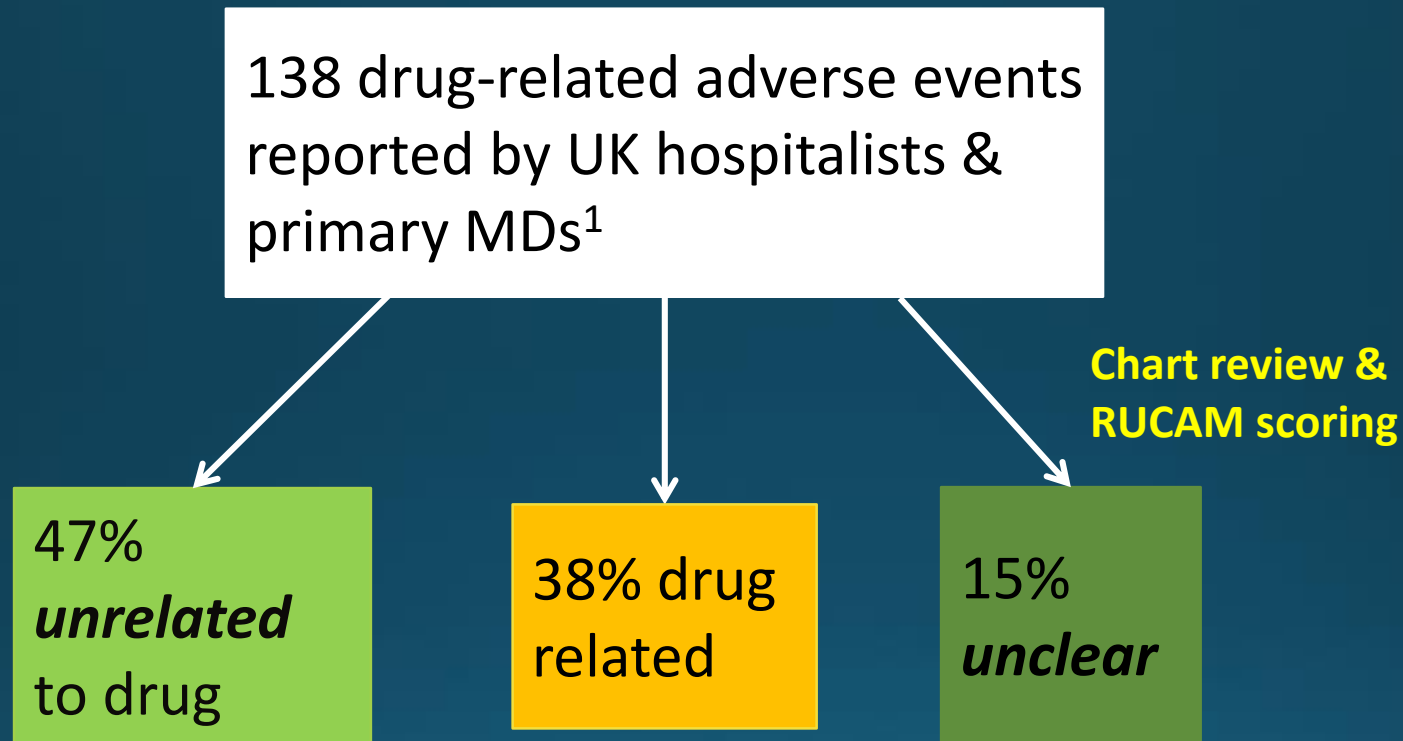 138 drug-related adverse events
reported by UK hospitalists &
primary MDs¹
Chart review &
RUCAM scoring
47%
unrelated
to drug
38% drug
related
15%
unclear